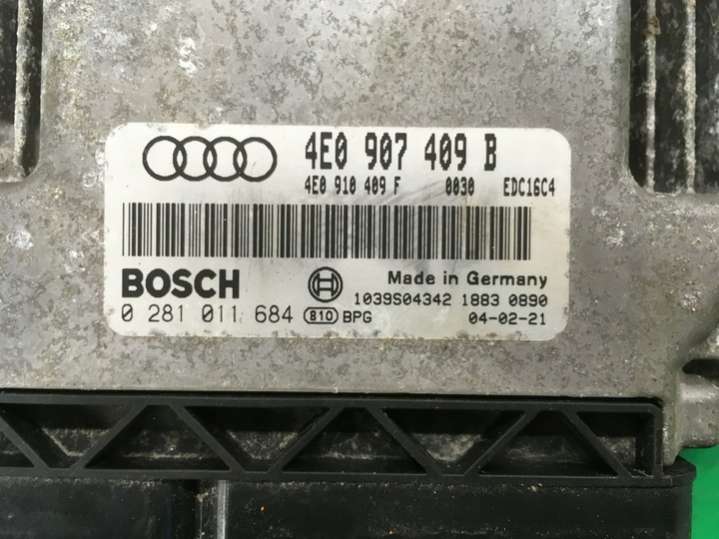 4E0 907 409 B
4E0 910 409 F 0030 EDC16C4
BOSCH Made in Germany
1039S04342 1883 0890
0 281 011 684 810 BPG 04-02-21